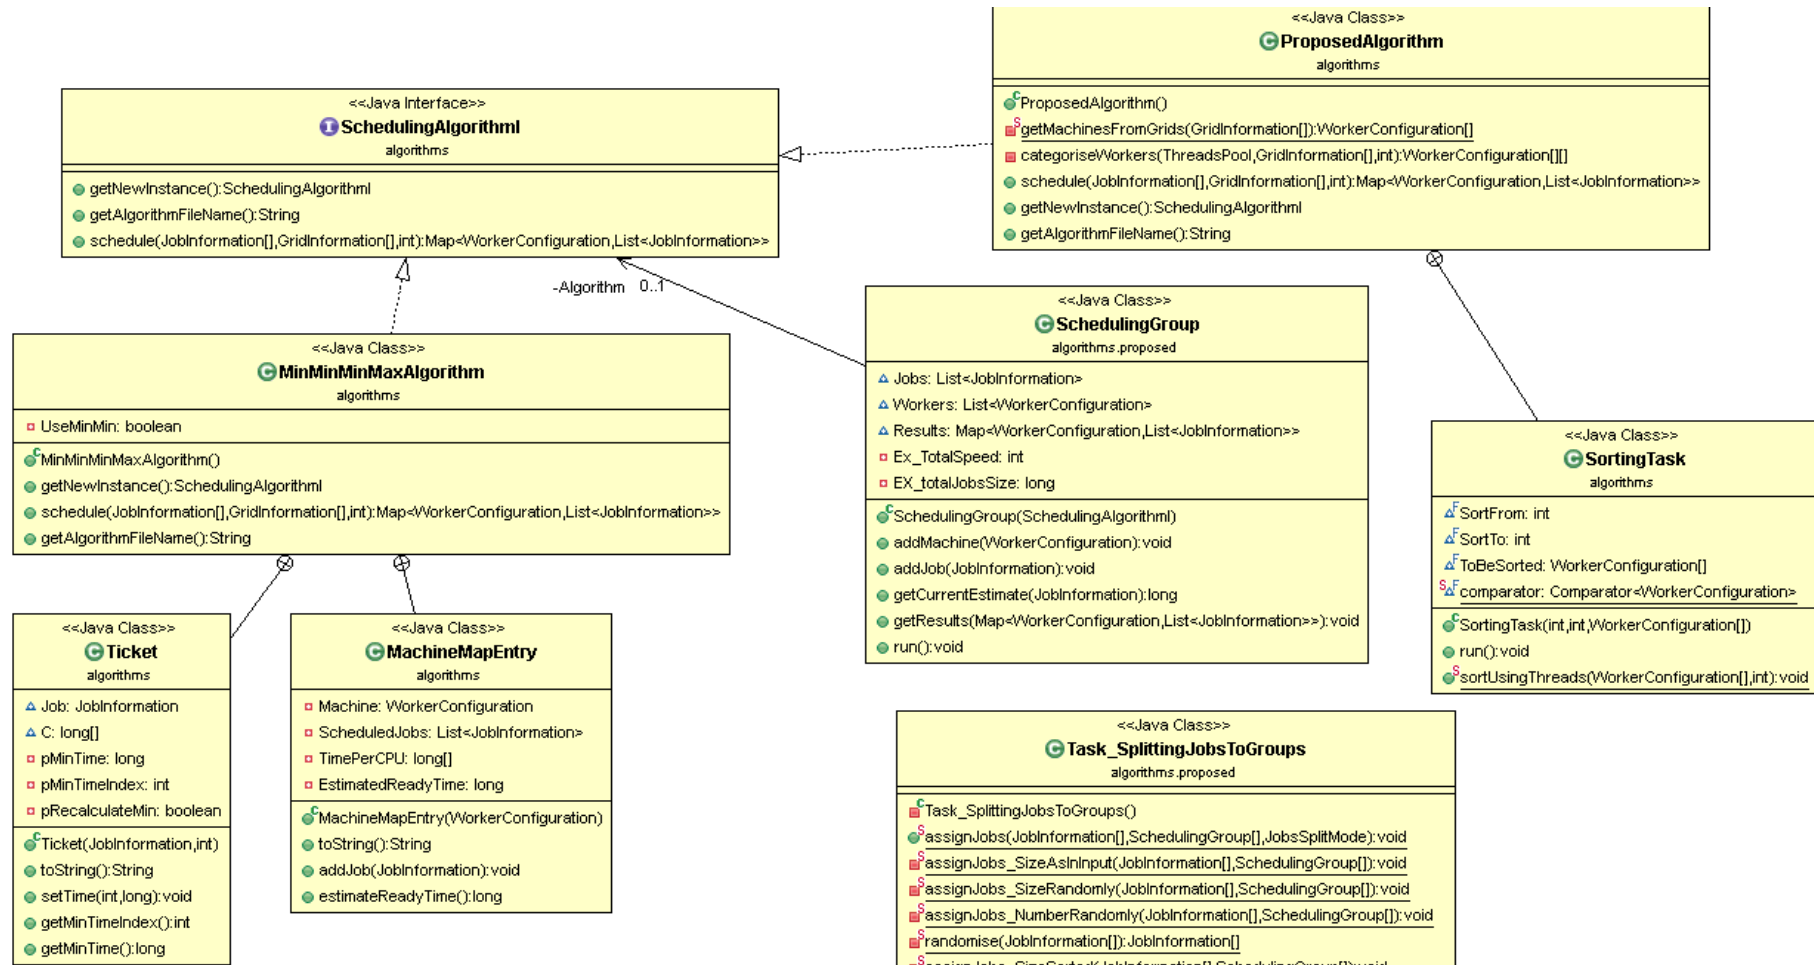 <<Java Class>>
ProposedAlgorithm
algorithms
ProposedAlgorithm()
getMachinesFromGrids(GridInformation[]):WorkerConfiguration[]
categoriseWorkers(ThreadsPool,GridInformation[],int):WorkerConfiguration[][]
schedule(JobInformation[],GridInformation[],int):Map<WorkerConfiguration,List<JobInformation>>
getNewInstance():SchedulingAlgorithmI
getAlgorithmFileName():String
<<Java Interface>>
SchedulingAlgorithmI
algorithms
getNewInstance():SchedulingAlgorithmI
getAlgorithmFileName():String
schedule(JobInformation[],GridInformation[],int):Map<WorkerConfiguration,List<JobInformation>>
-Algorithm 0..1
<<Java Class>>
SchedulingGroup
algorithms.proposed
Jobs: List<JobInformation>
Workers: List<WorkerConfiguration>
Results: Map<WorkerConfiguration,List<JobInformation>>
Ex_TotalSpeed: int
EX_totalJobsSize: long
SchedulingGroup(SchedulingAlgorithmI)
addMachine(WorkerConfiguration):void
addJob(JobInformation):void
getCurrentEstimate(JobInformation):long
getResults(Map<WorkerConfiguration,List<JobInformation>>):void
run():void
<<Java Class>>
MinMinMinMaxAlgorithm
algorithms
UseMinMin: boolean
MinMinMinMaxAlgorithm()
getNewInstance():SchedulingAlgorithmI
schedule(JobInformation[],GridInformation[],int):Map<WorkerConfiguration,List<JobInformation>>
getAlgorithmFileName():String
<<Java Class>>
SortingTask
algorithms
SortFrom: int
SortTo: int
ToBeSorted: WorkerConfiguration[]
comparator: Comparator<WorkerConfiguration>
SortingTask(int,int,WorkerConfiguration[])
run():void
sortUsingThreads(WorkerConfiguration[],int):void
<<Java Class>>
Ticket
algorithms
Job: JobInformation
C: long[]
pMinTime: long
pMinTimeIndex: int
pRecalculateMin: boolean
Ticket(JobInformation,int)
toString():String
setTime(int,long):void
getMinTimeIndex():int
getMinTime():long
<<Java Class>>
MachineMapEntry
algorithms
Machine: WorkerConfiguration
ScheduledJobs: List<JobInformation>
TimePerCPU: long[]
EstimatedReadyTime: long
MachineMapEntry(WorkerConfiguration)
toString():String
addJob(JobInformation):void
estimateReadyTime():long
<<Java Class>>
Task_SplittingJobsToGroups
algorithms.proposed
Task_SplittingJobsToGroups()
assignJobs(JobInformation[],SchedulingGroup[],JobsSplitMode):void
assignJobs_SizeAsInInput(JobInformation[],SchedulingGroup[]):void
assignJobs_SizeRandomly(JobInformation[],SchedulingGroup[]):void
assignJobs_NumberRandomly(JobInformation[],SchedulingGroup[]):void
randomise(JobInformation[]):JobInformation[]